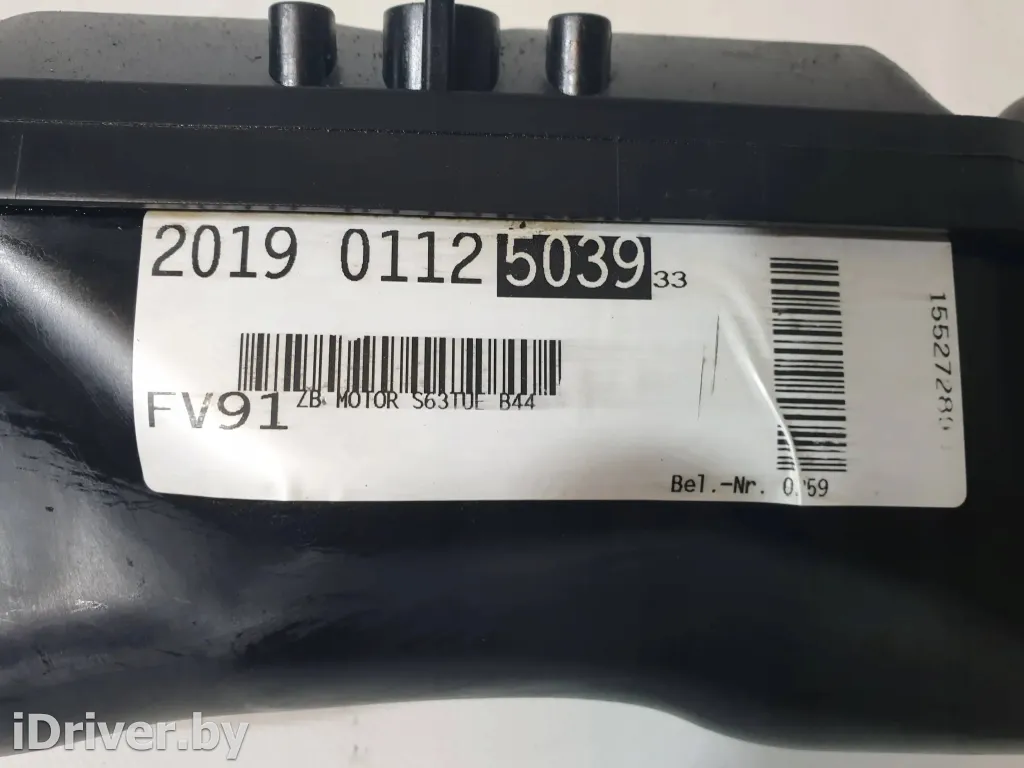 2019 0112 5039 33
FV91 ZB MOTOR S63TUE B44
Bel.-Nr.
iDriver.by